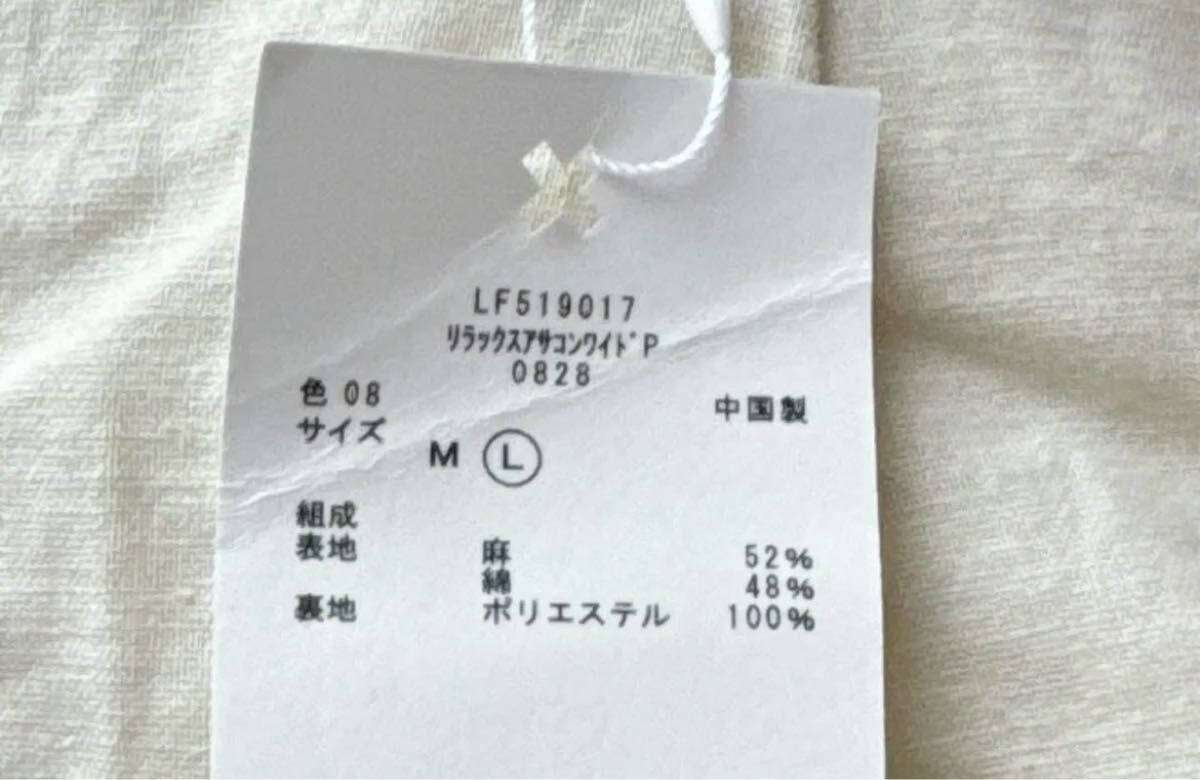 LF519017
ﾘﾗｯｸｽｱｻｺﾝﾜｲﾄﾞP
0828
色 08
中国製
サイズ
M Ⓛ
組成
表地 麻 52%
綿 48%
裏地 ポリエステル 100%